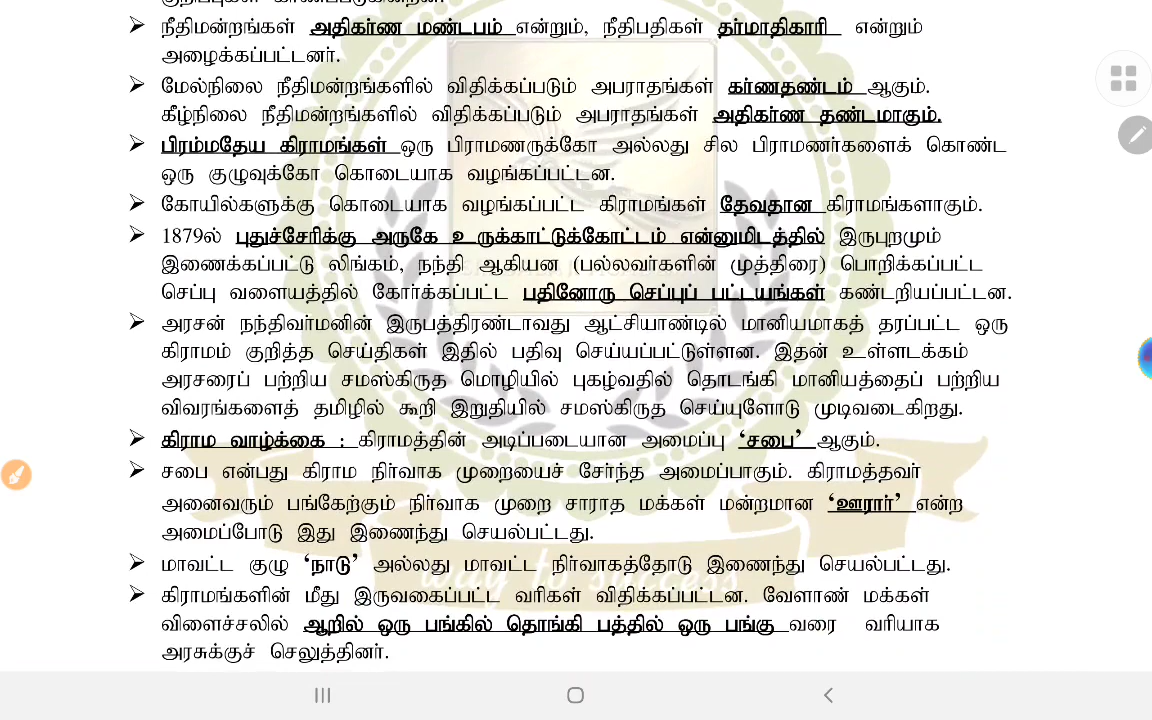 குறிப்புகள் காணப்படுகின்றன.
➢ நீதிமன்றங்கள் அதிகர்ண மண்டபம் என்றும், நீதிபதிகள் தர்மாதிகாரி என்றும்
அழைக்கப்பட்டனர்.
➢ மேல்நிலை நீதிமன்றங்களில் விதிக்கப்படும் அபராதங்கள் கர்ணதண்டம் ஆகும்.
கீழ்நிலை நீதிமன்றங்களில் விதிக்கப்படும் அபராதங்கள் அதிகர்ண தண்டமாகும்.
➢ பிரம்மதேய கிராமங்கள் ஒரு பிராமணருக்கோ அல்லது சில பிராமணர்களைக் கொண்ட
ஒரு குழுவுக்கோ கொடையாக வழங்கப்பட்டன.
➢ கோயில்களுக்கு கொடையாக வழங்கப்பட்ட கிராமங்கள் தேவதான கிராமங்களாகும்.
➢ 1879ல் புதுச்சேரிக்கு அருகே உருக்காட்டுக்கோட்டம் என்னுமிடத்தில் இருபுறமும்
இணைக்கப்பட்டு லிங்கம், நந்தி ஆகியன (பல்லவர்களின் முத்திரை) பொறிக்கப்பட்ட
செப்பு வளையத்தில் கோர்க்கப்பட்ட பதினோரு செப்புப் பட்டயங்கள் கண்டறியப்பட்டன.
➢ அரசன் நந்திவர்மனின் இருபத்திரண்டாவது ஆட்சியாண்டில் மானியமாகத் தரப்பட்ட ஒரு
கிராமம் குறித்த செய்திகள் இதில் பதிவு செய்யப்பட்டுள்ளன. இதன் உள்ளடக்கம்
அரசரைப் பற்றிய சமஸ்கிருத மொழியில் புகழ்வதில் தொடங்கி மானியத்தைப் பற்றிய
விவரங்களைத் தமிழில் கூறி இறுதியில் சமஸ்கிருத செய்யுளோடு முடிவடைகிறது.
➢ கிராம வாழ்க்கை : கிராமத்தின் அடிப்படையான அமைப்பு ‘சபை’ ஆகும்.
➢ சபை என்பது கிராம நிர்வாக முறையைச் சேர்ந்த அமைப்பாகும். கிராமத்தவர்
அனைவரும் பங்கேற்கும் நிர்வாக முறை சாராத மக்கள் மன்றமான ‘ஊரார்’ என்ற
அமைப்போடு இது இணைந்து செயல்பட்டது.
➢ மாவட்ட குழு ‘நாடு’ அல்லது மாவட்ட நிர்வாகத்தோடு இணைந்து செயல்பட்டது.
way to success
➢ கிராமங்களின் மீது இருவகைப்பட்ட வரிகள் விதிக்கப்பட்டன. வேளாண் மக்கள்
விளைச்சலில் ஆறில் ஒரு பங்கில் தொங்கி பத்தில் ஒரு பங்கு வரை வரியாக
அரசுக்குச் செலுத்தினர்.